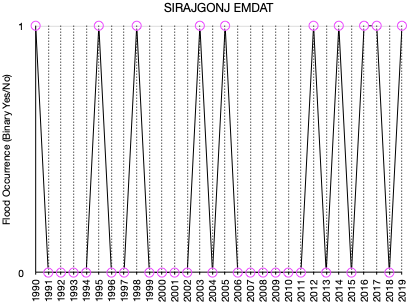 SIRAJGONJ EMDAT
Flood Occurrence (Binary Yes/No)
1
0
1990 1991 1992 1993 1994 1995 1996 1997 1998 1999 2000 2001 2002 2003 2004 2005 2006 2007 2008 2009 2010 2011 2012 2013 2014 2015 2016 2017 2018 2019